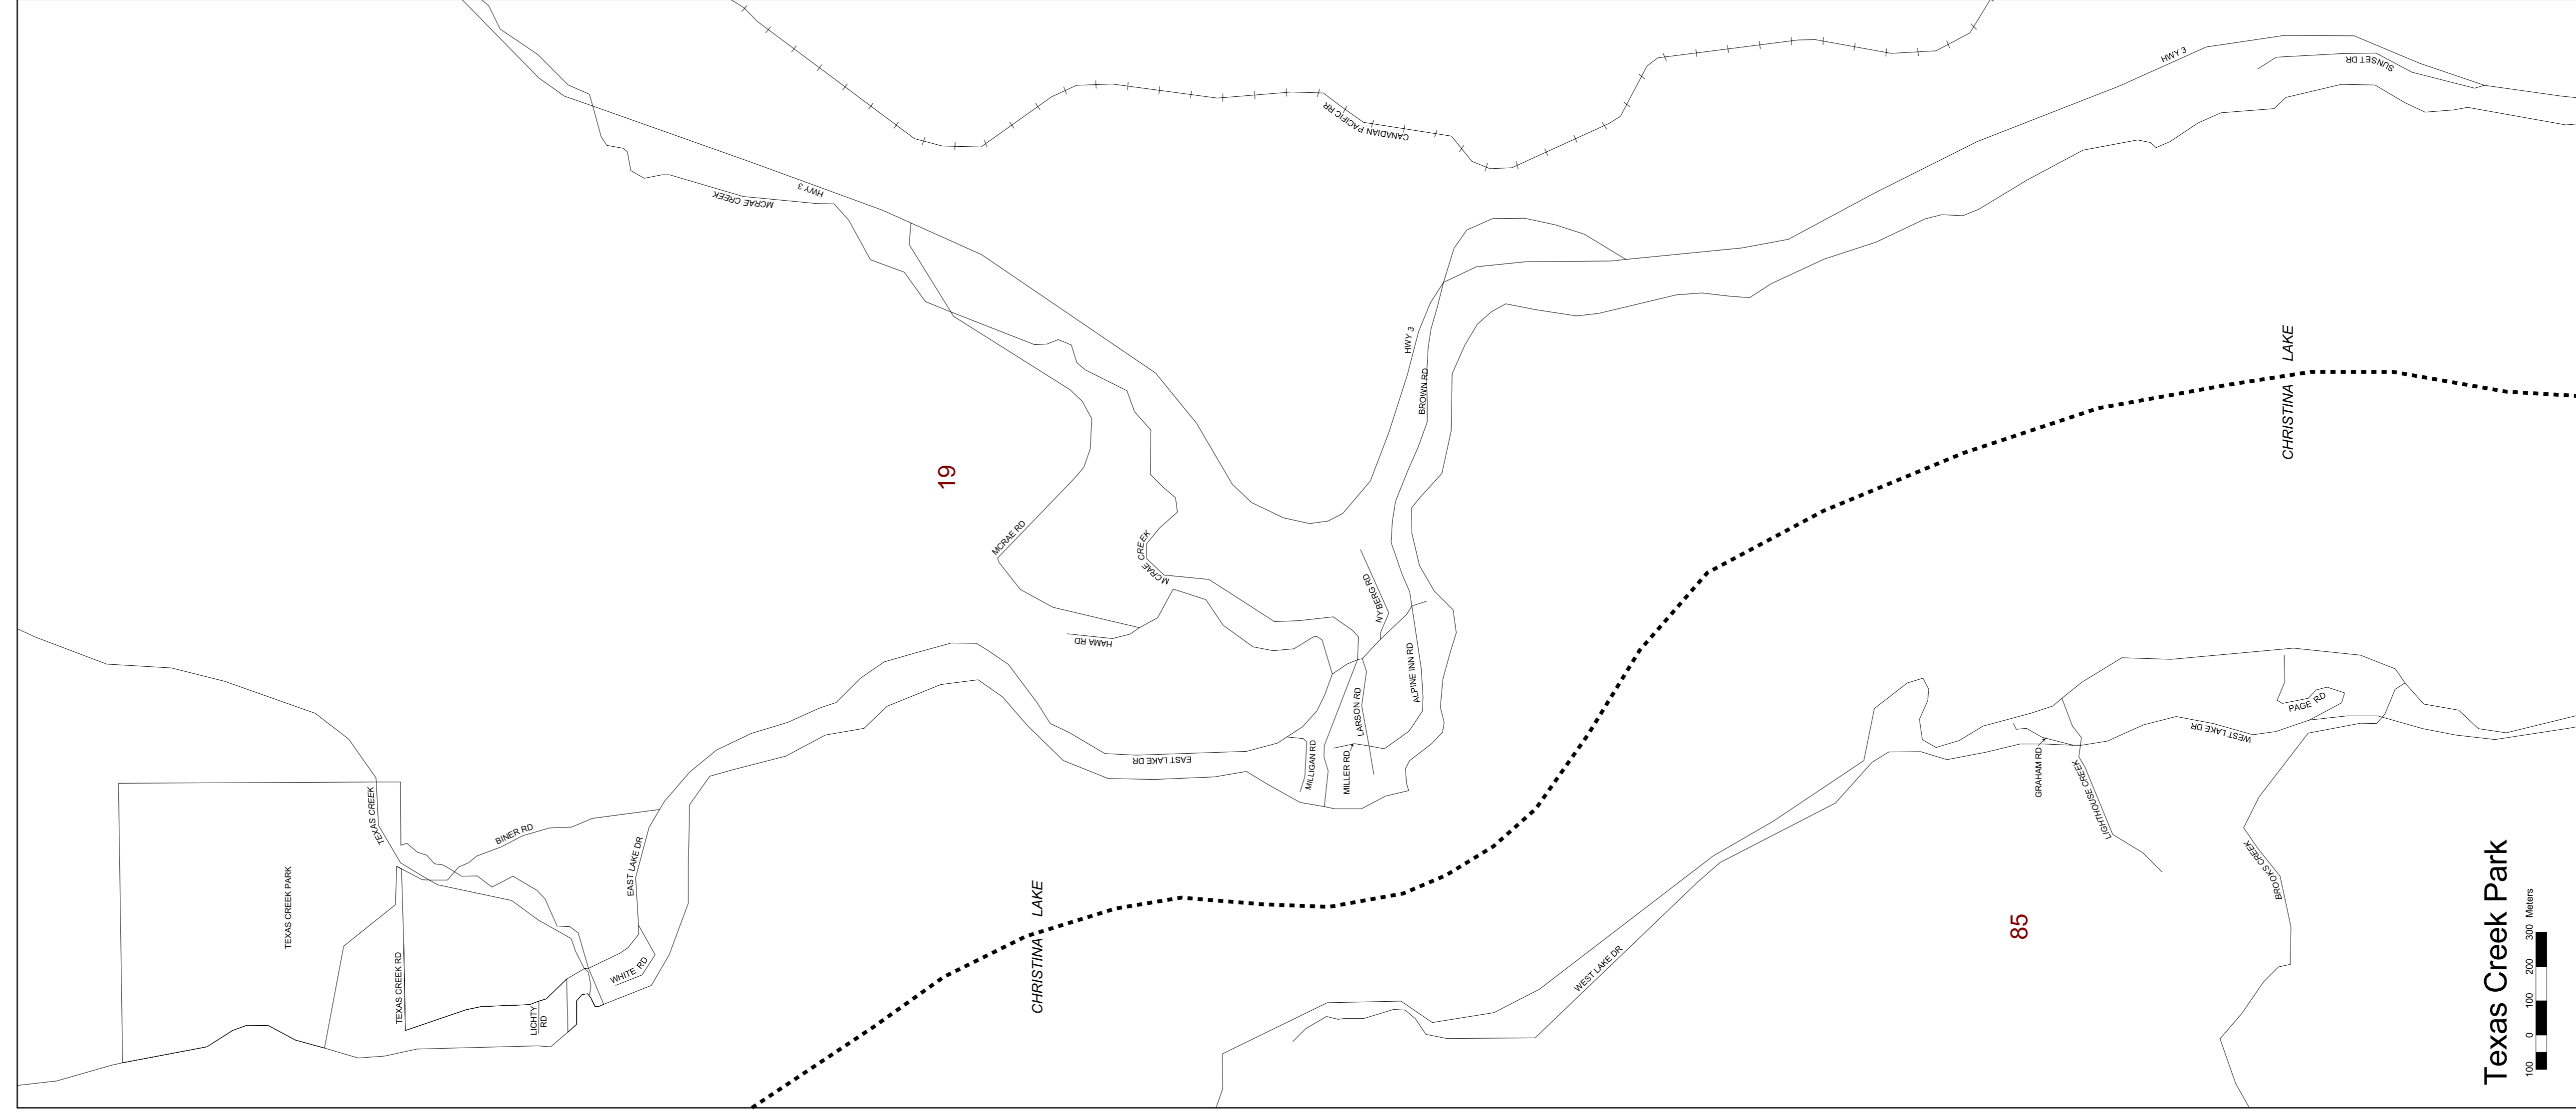 HWY 3
SUNSET DR
CANADIAN PACIFIC RR
HWY 3
MCRAE CREEK
HWY 3
BROWN RD
CHRISTINA LAKE
19
MCRAE RD
MCRAE CREEK
NYBERG RD
HAMA RD
ALPINE INN RD
LARSON RD
MILLIGAN RD
MILLER RD
EAST LAKE DR
PAGE RD
WEST LAKE DR
GRAHAM RD
LIGHTHOUSE CREEK
TEXAS CREEK
BINER RD
EAST LAKE DR
TEXAS CREEK PARK
BROOKS CREEK
CHRISTINA LAKE
85
TEXAS CREEK RD
WHITE RD
LICHTY
RD
WEST LAKE DR
Texas Creek Park
100 0 100 200 300 Meters